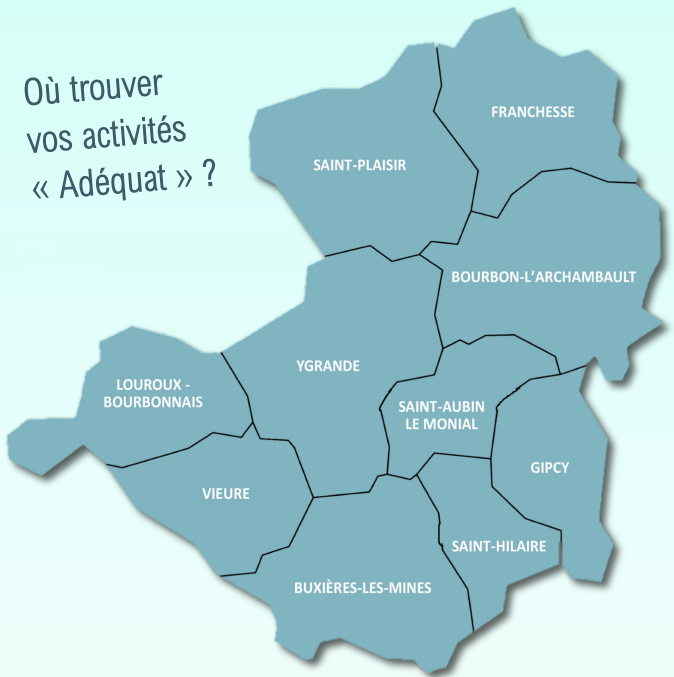 Où trouver
vos activités
« Adéquat » ?
FRANCHESSE
SAINT-PLAISIR
BOURBON-L'ARCHAMBAULT
YGRANDE
LOUROUX -
BOURBONNAIS
SAINT-AUBIN
LE MONIAL
GIPCY
VIEURE
SAINT-HILAIRE
BUXIÈRES-LES-MINES